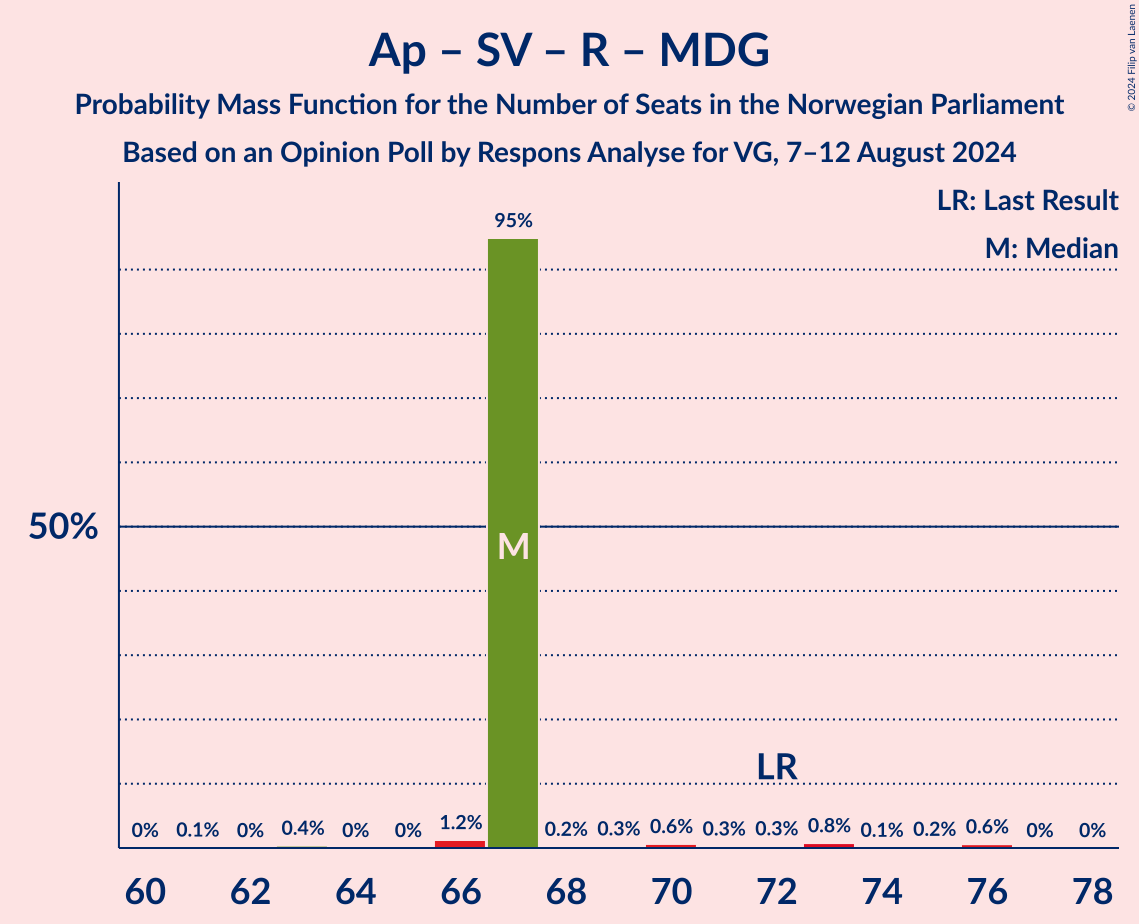 Ap – SV – R – MDG
Probability Mass Function for the Number of Seats in the Norwegian Parliament
Based on an Opinion Poll by Respons Analyse for VG, 7–12 August 2024
© 2024 Filip van Laenen
LR: Last Result
M: Median
95%
50%
M
LR
0% 0.1% 0% 0.4% 0% 0% 1.2% 0.2% 0.3% 0.6% 0.3% 0.3% 0.8% 0.1% 0.2% 0.6% 0% 0%
60 62 64 66 68 70 72 74 76 78